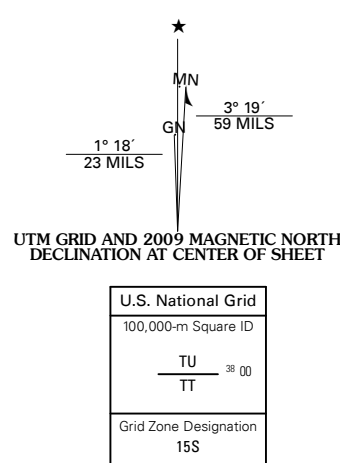 ★
MN
GN
3° 19´
59 MILS
1° 18´
23 MILS
UTM GRID AND 2009 MAGNETIC NORTH
DECLINATION AT CENTER OF SHEET
U.S. National Grid
100,000-m Square ID
TU
38 00
TT
Grid Zone Designation
15S